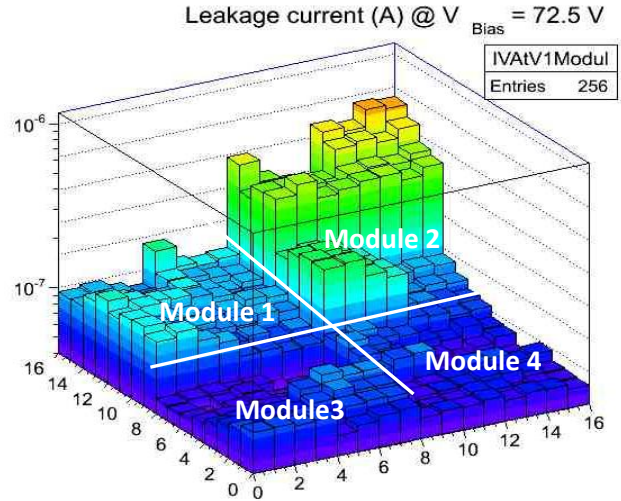 Leakage current (A) @ V Bias = 72.5 V
IVAtV1Modul
Entries 256
10-6
10-7
Module 2
Module 1
Module 4
Module3
16
14
12
10
8
6
4
2
0
0
2
4
6
8
10
12
14
16